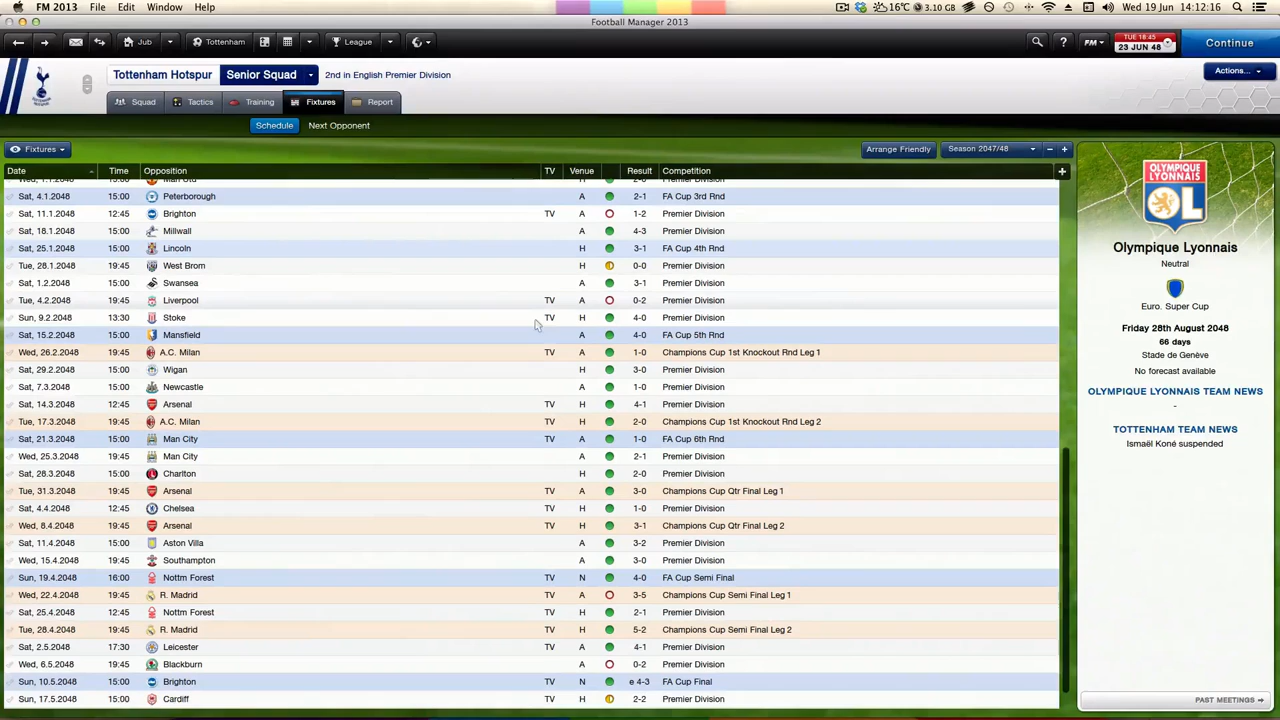 FM 2013 File Edit View Window Help 16°C 3.10 GB Wed 19 Jun 14:12:16
Football Manager 2013
Job Tottenham League FM TUE 18:45 23 JUN 48 Continue
Tottenham Hotspur Senior Squad 2nd in English Premier Division Actions...
Squad Tactics Training Fixtures Report
Schedule Next Opponent
Fixtures Arrange Friendly Season 2047/48
Date Time Opposition TV Venue Result Competition
Wed, 1.1.2048 15:00 Man Utd H 2-0 Premier Division
Sat, 4.1.2048 15:00 Peterborough A 2-1 FA Cup 3rd Rnd
Sat, 11.1.2048 12:45 Brighton TV A 1-2 Premier Division
Sat, 18.1.2048 15:00 Millwall A 4-3 Premier Division
Sat, 25.1.2048 15:00 Lincoln H 3-1 FA Cup 4th Rnd
Tue, 28.1.2048 19:45 West Brom H 0-0 Premier Division
Sat, 1.2.2048 15:00 Swansea A 3-1 Premier Division
Tue, 4.2.2048 19:45 Liverpool TV A 0-2 Premier Division
Sun, 9.2.2048 13:30 Stoke TV H 4-0 Premier Division
Sat, 15.2.2048 15:00 Mansfield A 4-0 FA Cup 5th Rnd
Wed, 26.2.2048 19:45 A.C. Milan TV A 1-0 Champions Cup 1st Knockout Rnd Leg 1
Sat, 29.2.2048 15:00 Wigan H 3-0 Premier Division
Sat, 7.3.2048 15:00 Newcastle A 1-0 Premier Division
Sat, 14.3.2048 12:45 Arsenal TV H 4-1 Premier Division
Tue, 17.3.2048 19:45 A.C. Milan TV H 2-0 Champions Cup 1st Knockout Rnd Leg 2
Sat, 21.3.2048 15:00 Man City TV A 1-0 FA Cup 6th Rnd
Wed, 25.3.2048 19:45 Man City A 2-1 Premier Division
Sat, 28.3.2048 15:00 Charlton H 2-0 Premier Division
Tue, 31.3.2048 19:45 Arsenal TV A 3-0 Champions Cup Qtr Final Leg 1
Sat, 4.4.2048 12:45 Chelsea TV H 1-0 Premier Division
Wed, 8.4.2048 19:45 Arsenal TV H 3-1 Champions Cup Qtr Final Leg 2
Sat, 11.4.2048 15:00 Aston Villa A 3-2 Premier Division
Wed, 15.4.2048 19:45 Southampton A 3-0 Premier Division
Sun, 19.4.2048 16:00 Nottm Forest TV N 4-0 FA Cup Semi Final
Wed, 22.4.2048 19:45 R. Madrid TV A 3-5 Champions Cup Semi Final Leg 1
Sat, 25.4.2048 12:45 Nottm Forest TV H 2-1 Premier Division
Tue, 28.4.2048 19:45 R. Madrid TV H 5-2 Champions Cup Semi Final Leg 2
Sat, 2.5.2048 17:30 Leicester TV A 4-1 Premier Division
Wed, 6.5.2048 19:45 Blackburn A 0-2 Premier Division
Sun, 10.5.2048 15:00 Brighton TV N e 4-3 FA Cup Final
Sun, 17.5.2048 15:00 Cardiff H 2-2 Premier Division
OLYMPIQUE LYONNAIS
OL
Olympique Lyonnais
Neutral
Euro. Super Cup
Friday 28th August 2048
66 days
Stade de Genève
No forecast available
OLYMPIQUE LYONNAIS TEAM NEWS
-
TOTTENHAM TEAM NEWS
Ismaël Koné suspended
PAST MEETINGS